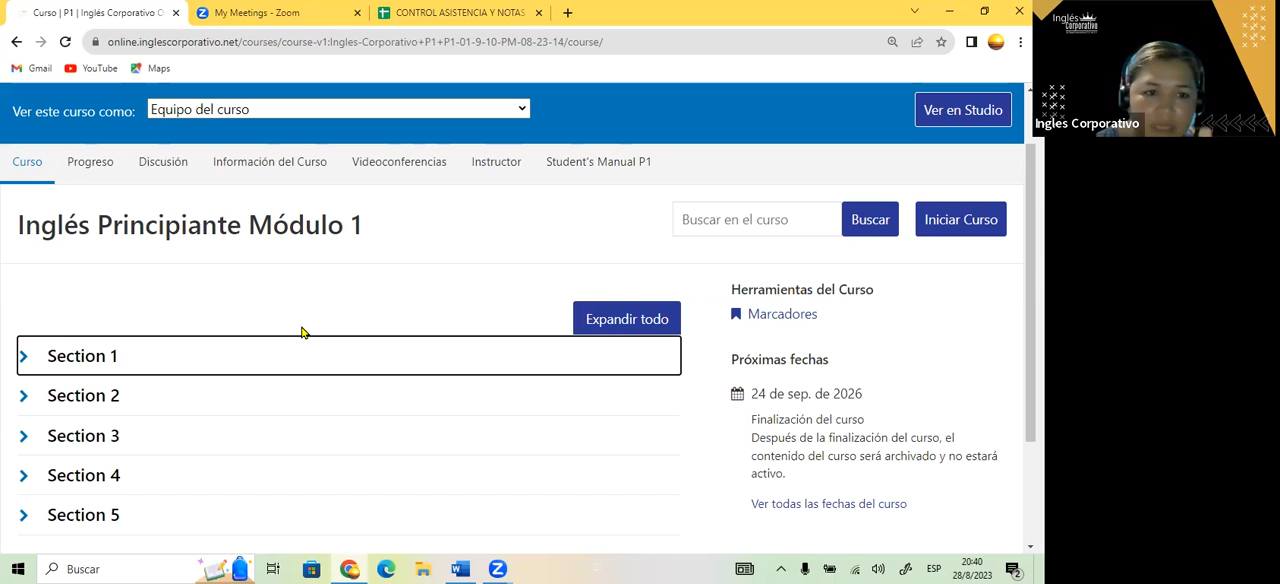 Curso | P1 | Inglés Corporativo O
My Meetings - Zoom
CONTROL ASISTENCIA Y NOTAS
online.inglescorporativo.net/courses/course-v1:Ingles-Corporativo+P1+P1-01-9-10-PM-08-23-14/course/
Gmail
YouTube
Maps
Ver este curso como:
Equipo del curso
Ver en Studio
Curso
Progreso
Discusión
Información del Curso
Videoconferencias
Instructor
Student's Manual P1
Inglés Principiante Módulo 1
Buscar en el curso
Buscar
Iniciar Curso
Expandir todo
Section 1
Section 2
Section 3
Section 4
Section 5
Herramientas del Curso
Marcadores
Próximas fechas
24 de sep. de 2026
Finalización del curso
Después de la finalización del curso, el
contenido del curso será archivado y no estará
activo.
Ver todas las fechas del curso
Inglés
Corporativo
Ingles Corporativo
Buscar
ESP
20:40
28/8/2023
2